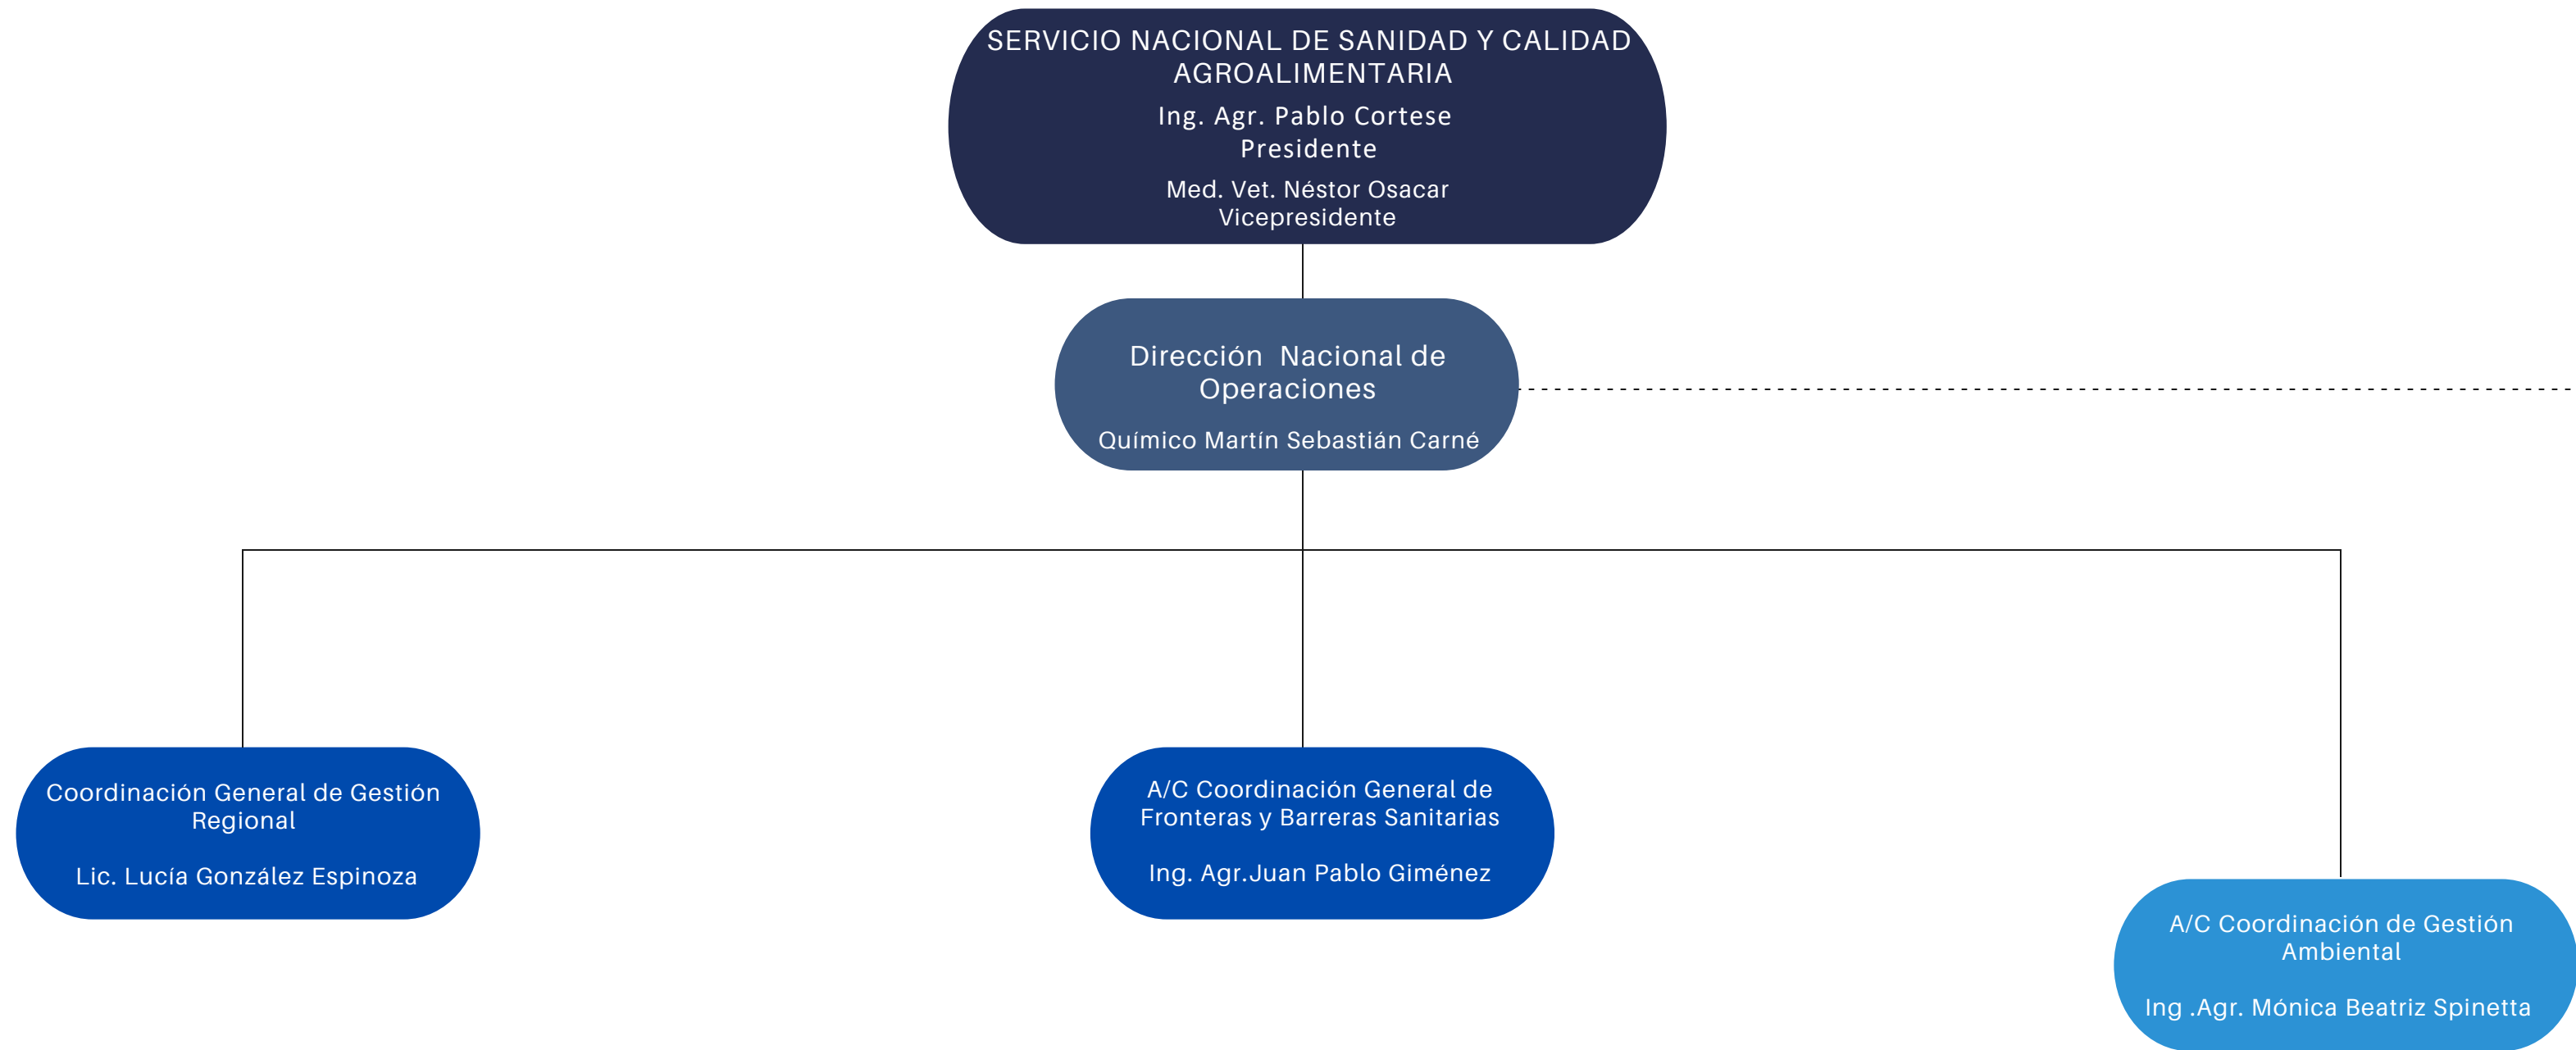 SERVICIO NACIONAL DE SANIDAD Y CALIDAD
AGROALIMENTARIA
Ing. Agr. Pablo Cortese
Presidente
Med. Vet. Néstor Osacar
Vicepresidente
Dirección Nacional de
Operaciones
Químico Martín Sebastián Carné
Coordinación General de Gestión
Regional
Lic. Lucía González Espinoza
A/C Coordinación General de
Fronteras y Barreras Sanitarias
Ing. Agr.Juan Pablo Giménez
A/C Coordinación de Gestión
Ambiental
Ing .Agr. Mónica Beatriz Spinetta